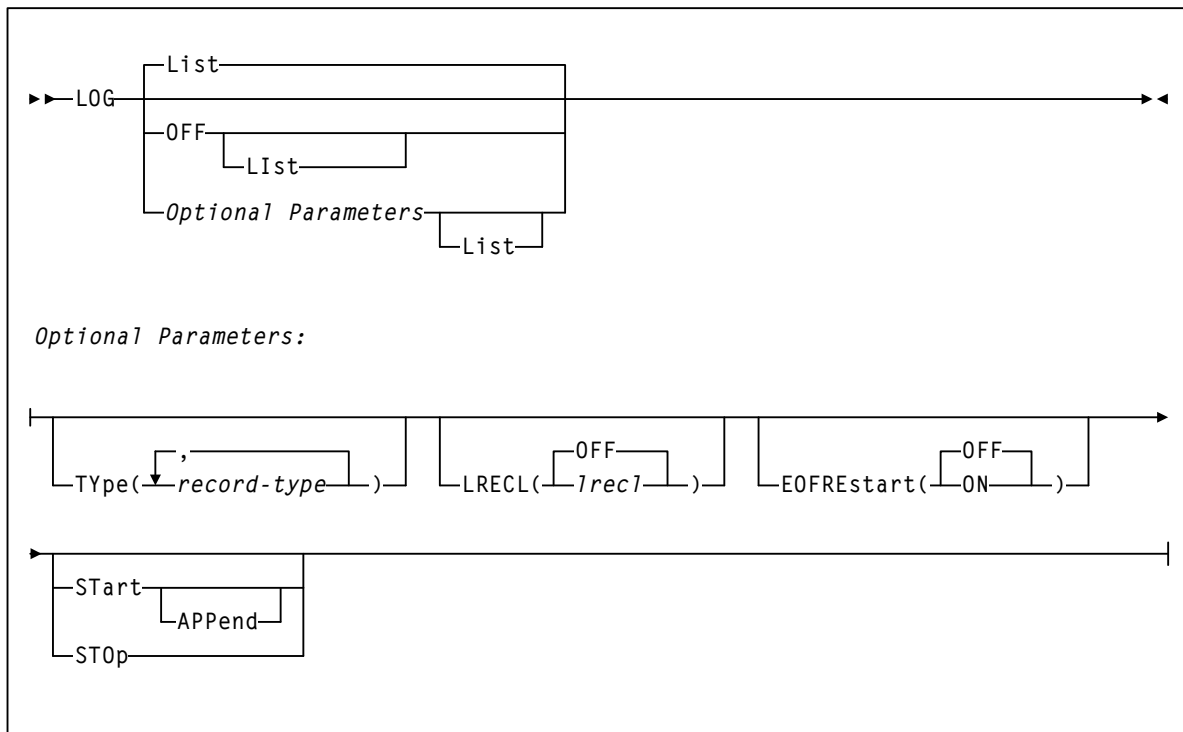 List
LOG
OFF
LIst
Optional Parameters
List
Optional Parameters:
, OFF OFF
TYpe( record-type ) LRECL( lrecl ) EOFREstart( ON )
STart
APPend
STOp